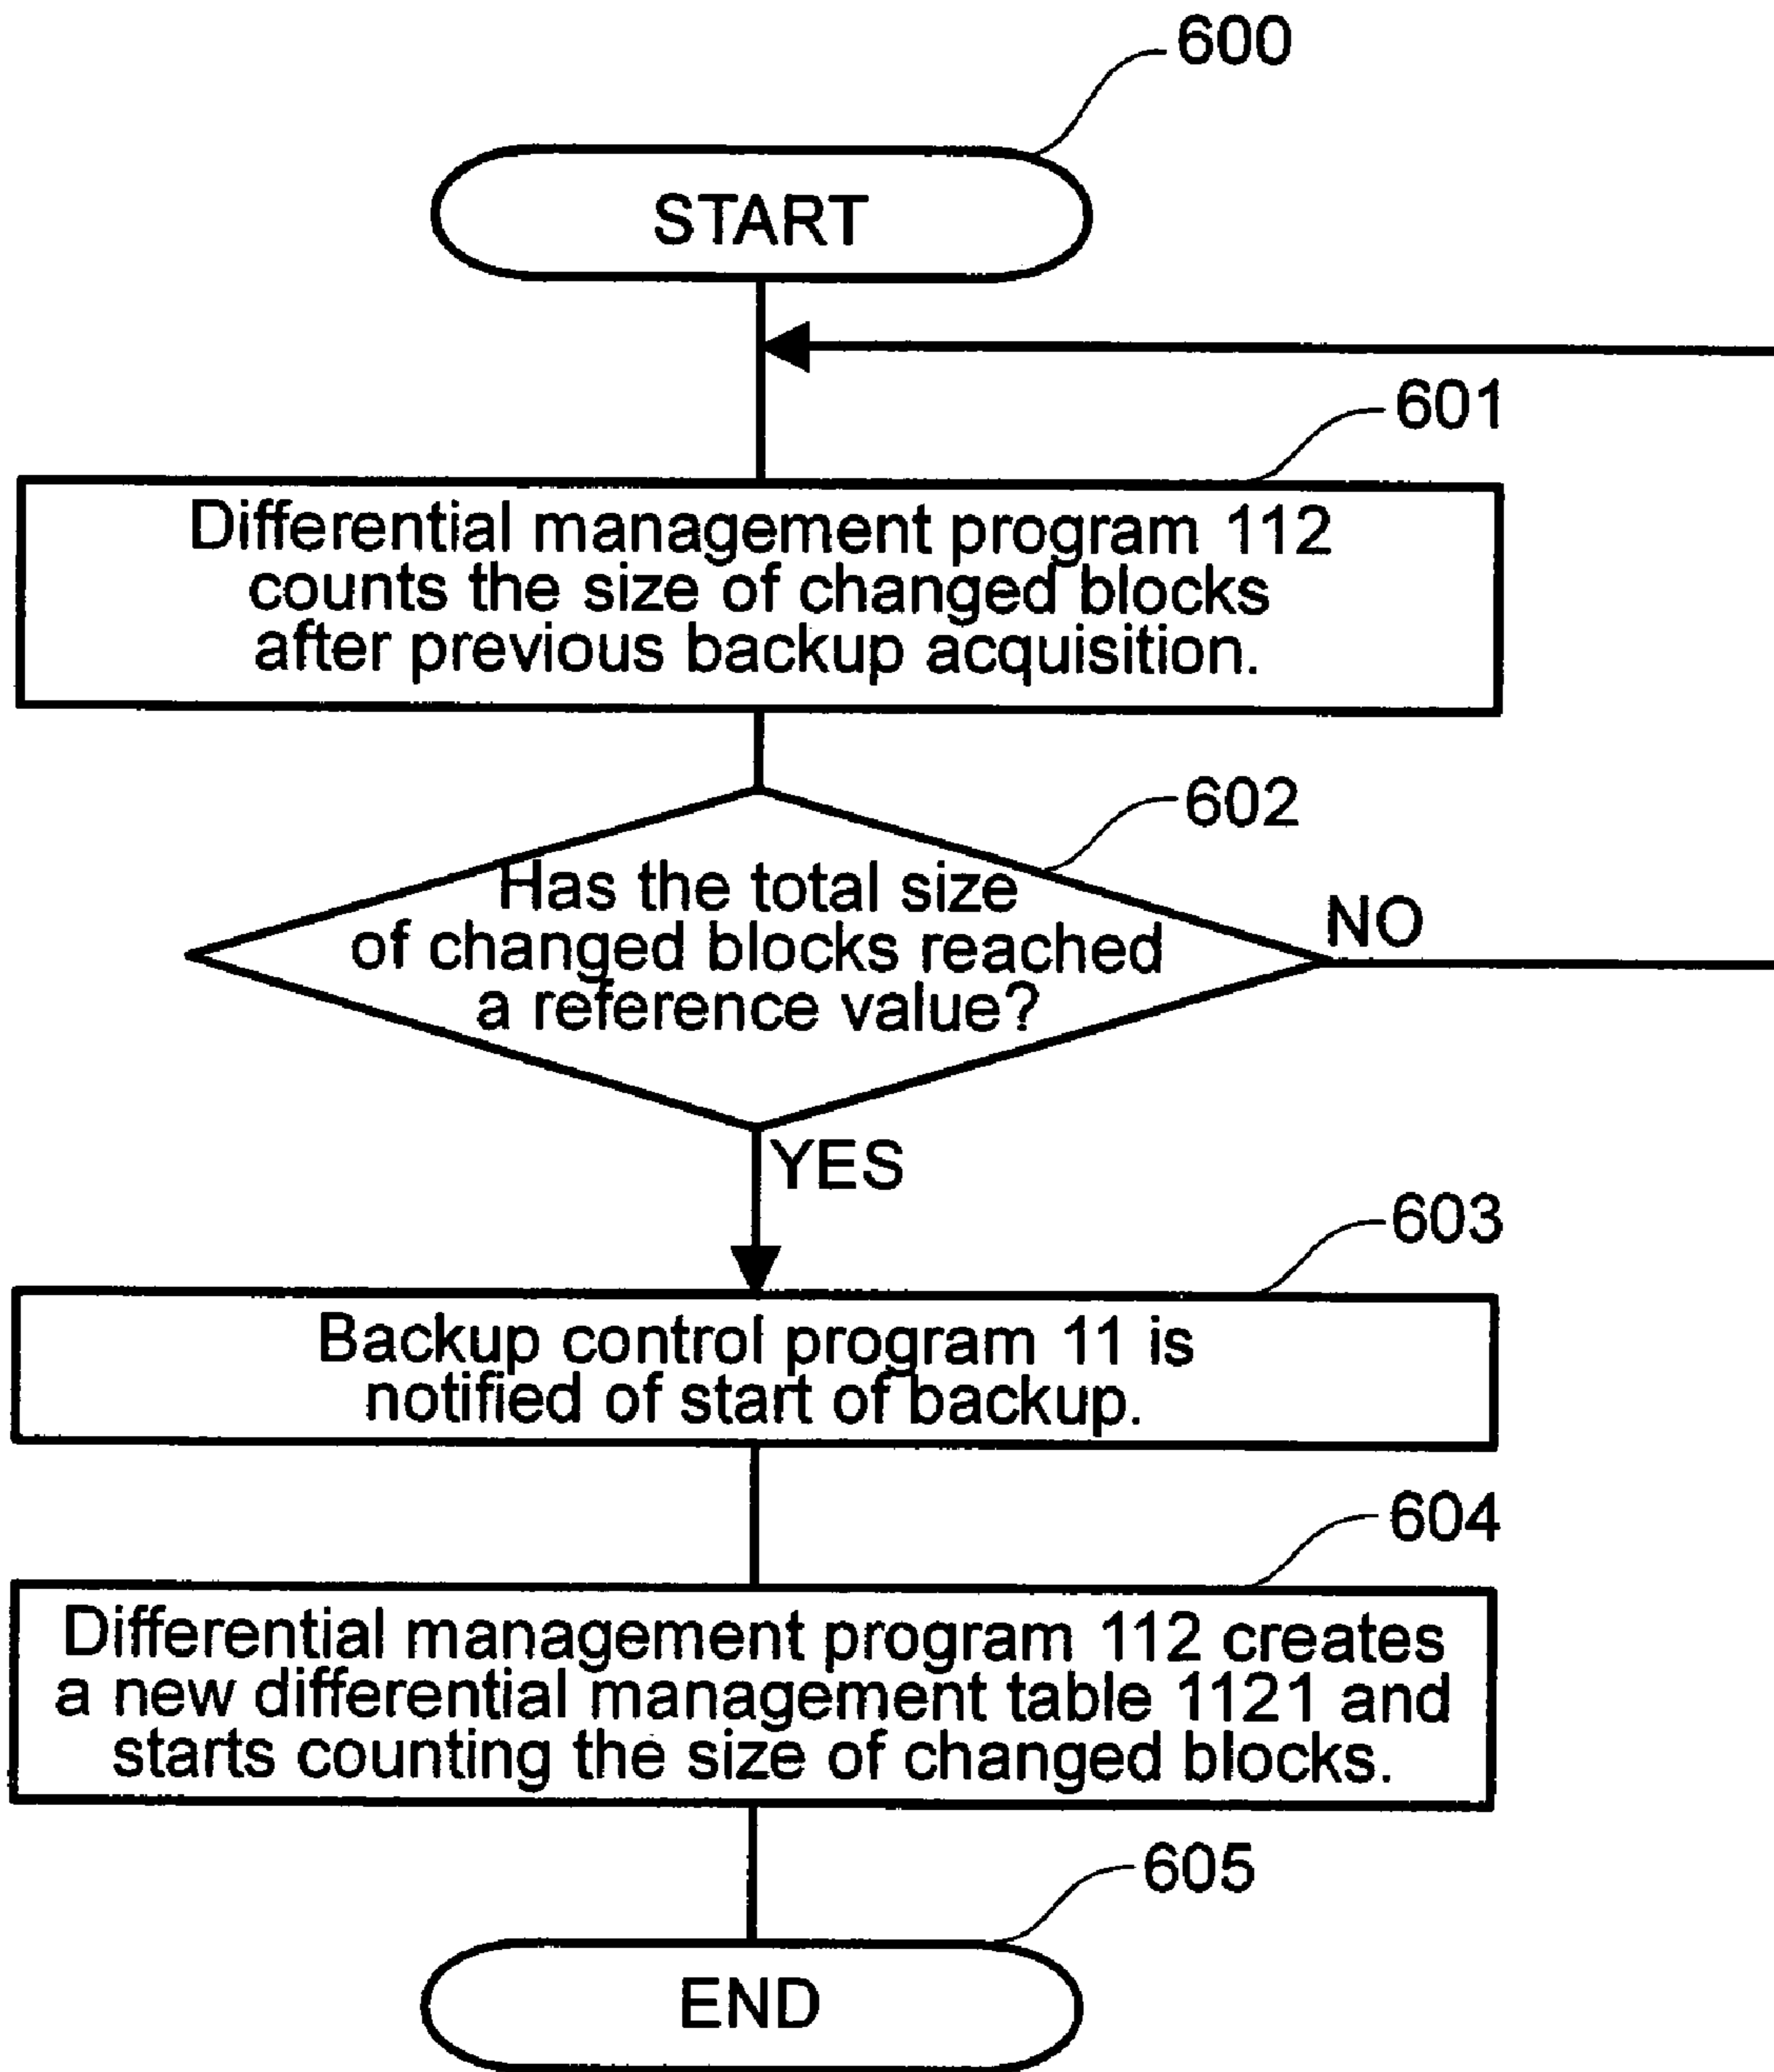 600
START
601
Differential management program 112
counts the size of changed blocks
after previous backup acquisition.
602
Has the total size
of changed blocks reached
a reference value?
NO
YES
603
Backup control program 11 is
notified of start of backup.
604
Differential management program 112 creates
a new differential management table 1121 and
starts counting the size of changed blocks.
605
END